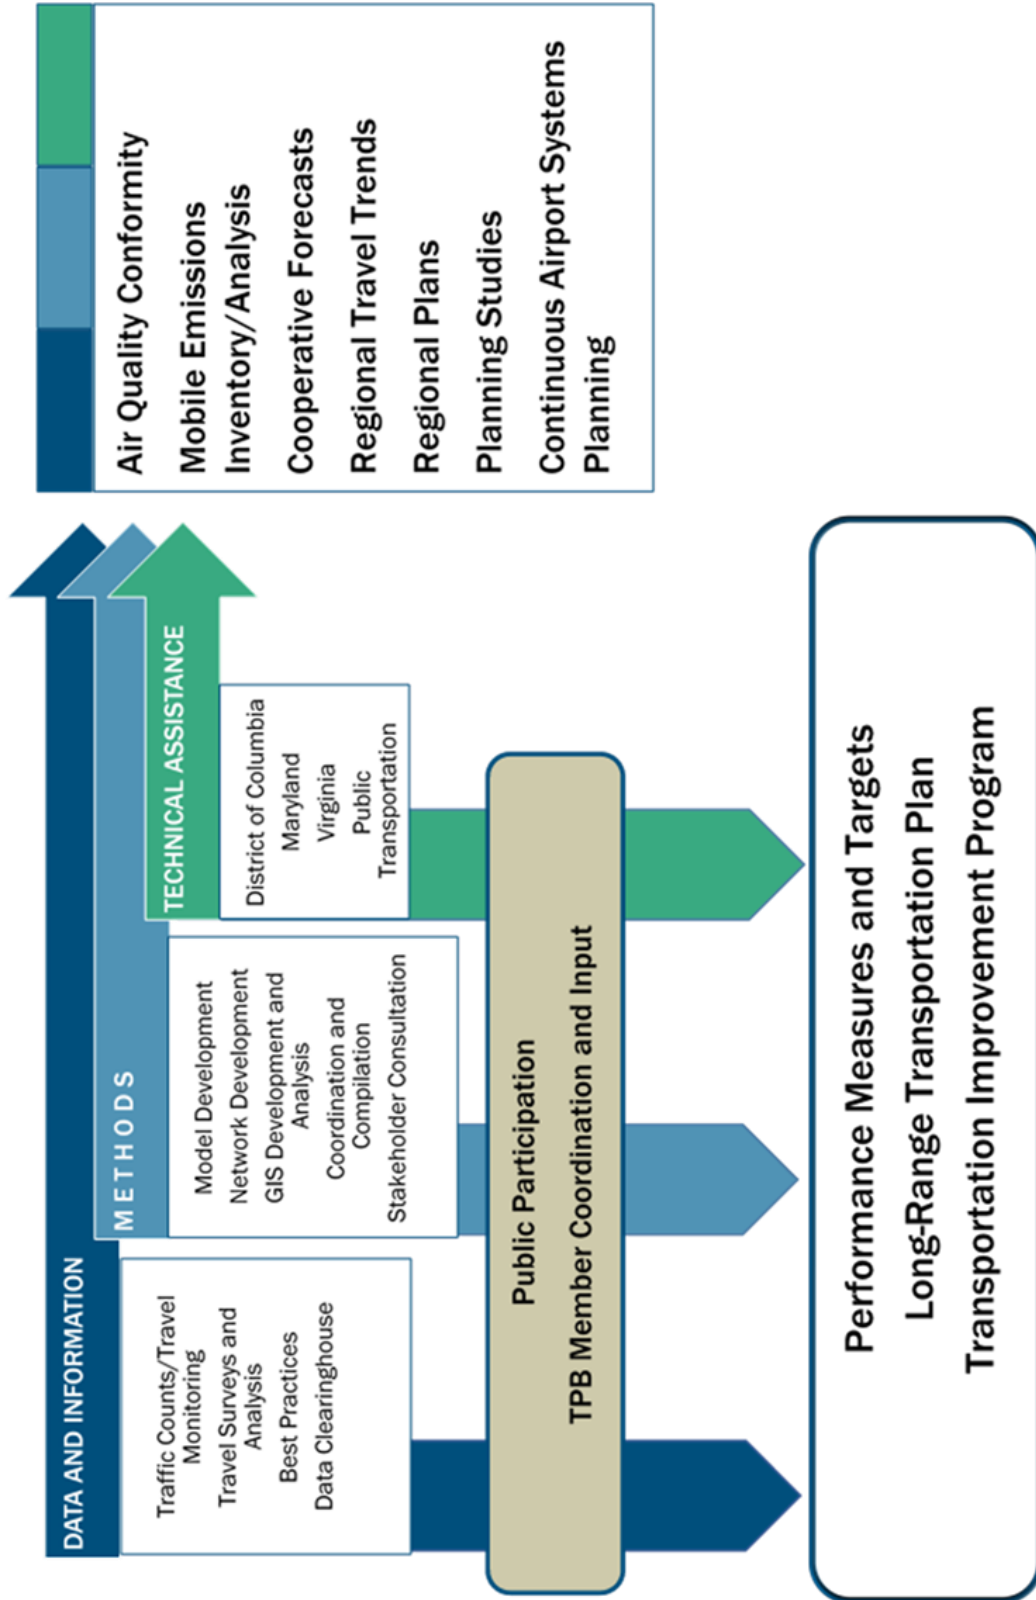 DATA AND INFORMATION
Traffic Counts/Travel
Monitoring
Travel Surveys and
Analysis
Best Practices
Data Clearinghouse
METHODS
Model Development
Network Development
GIS Development and
Analysis
Coordination and
Compilation
Stakeholder Consultation
TECHNICAL ASSISTANCE
District of Columbia
Maryland
Virginia
Public
Transportation
Air Quality Conformity
Mobile Emissions
Inventory/Analysis
Cooperative Forecasts
Regional Travel Trends
Regional Plans
Planning Studies
Continuous Airport Systems
Planning
Public Participation
TPB Member Coordination and Input
Performance Measures and Targets
Long-Range Transportation Plan
Transportation Improvement Program